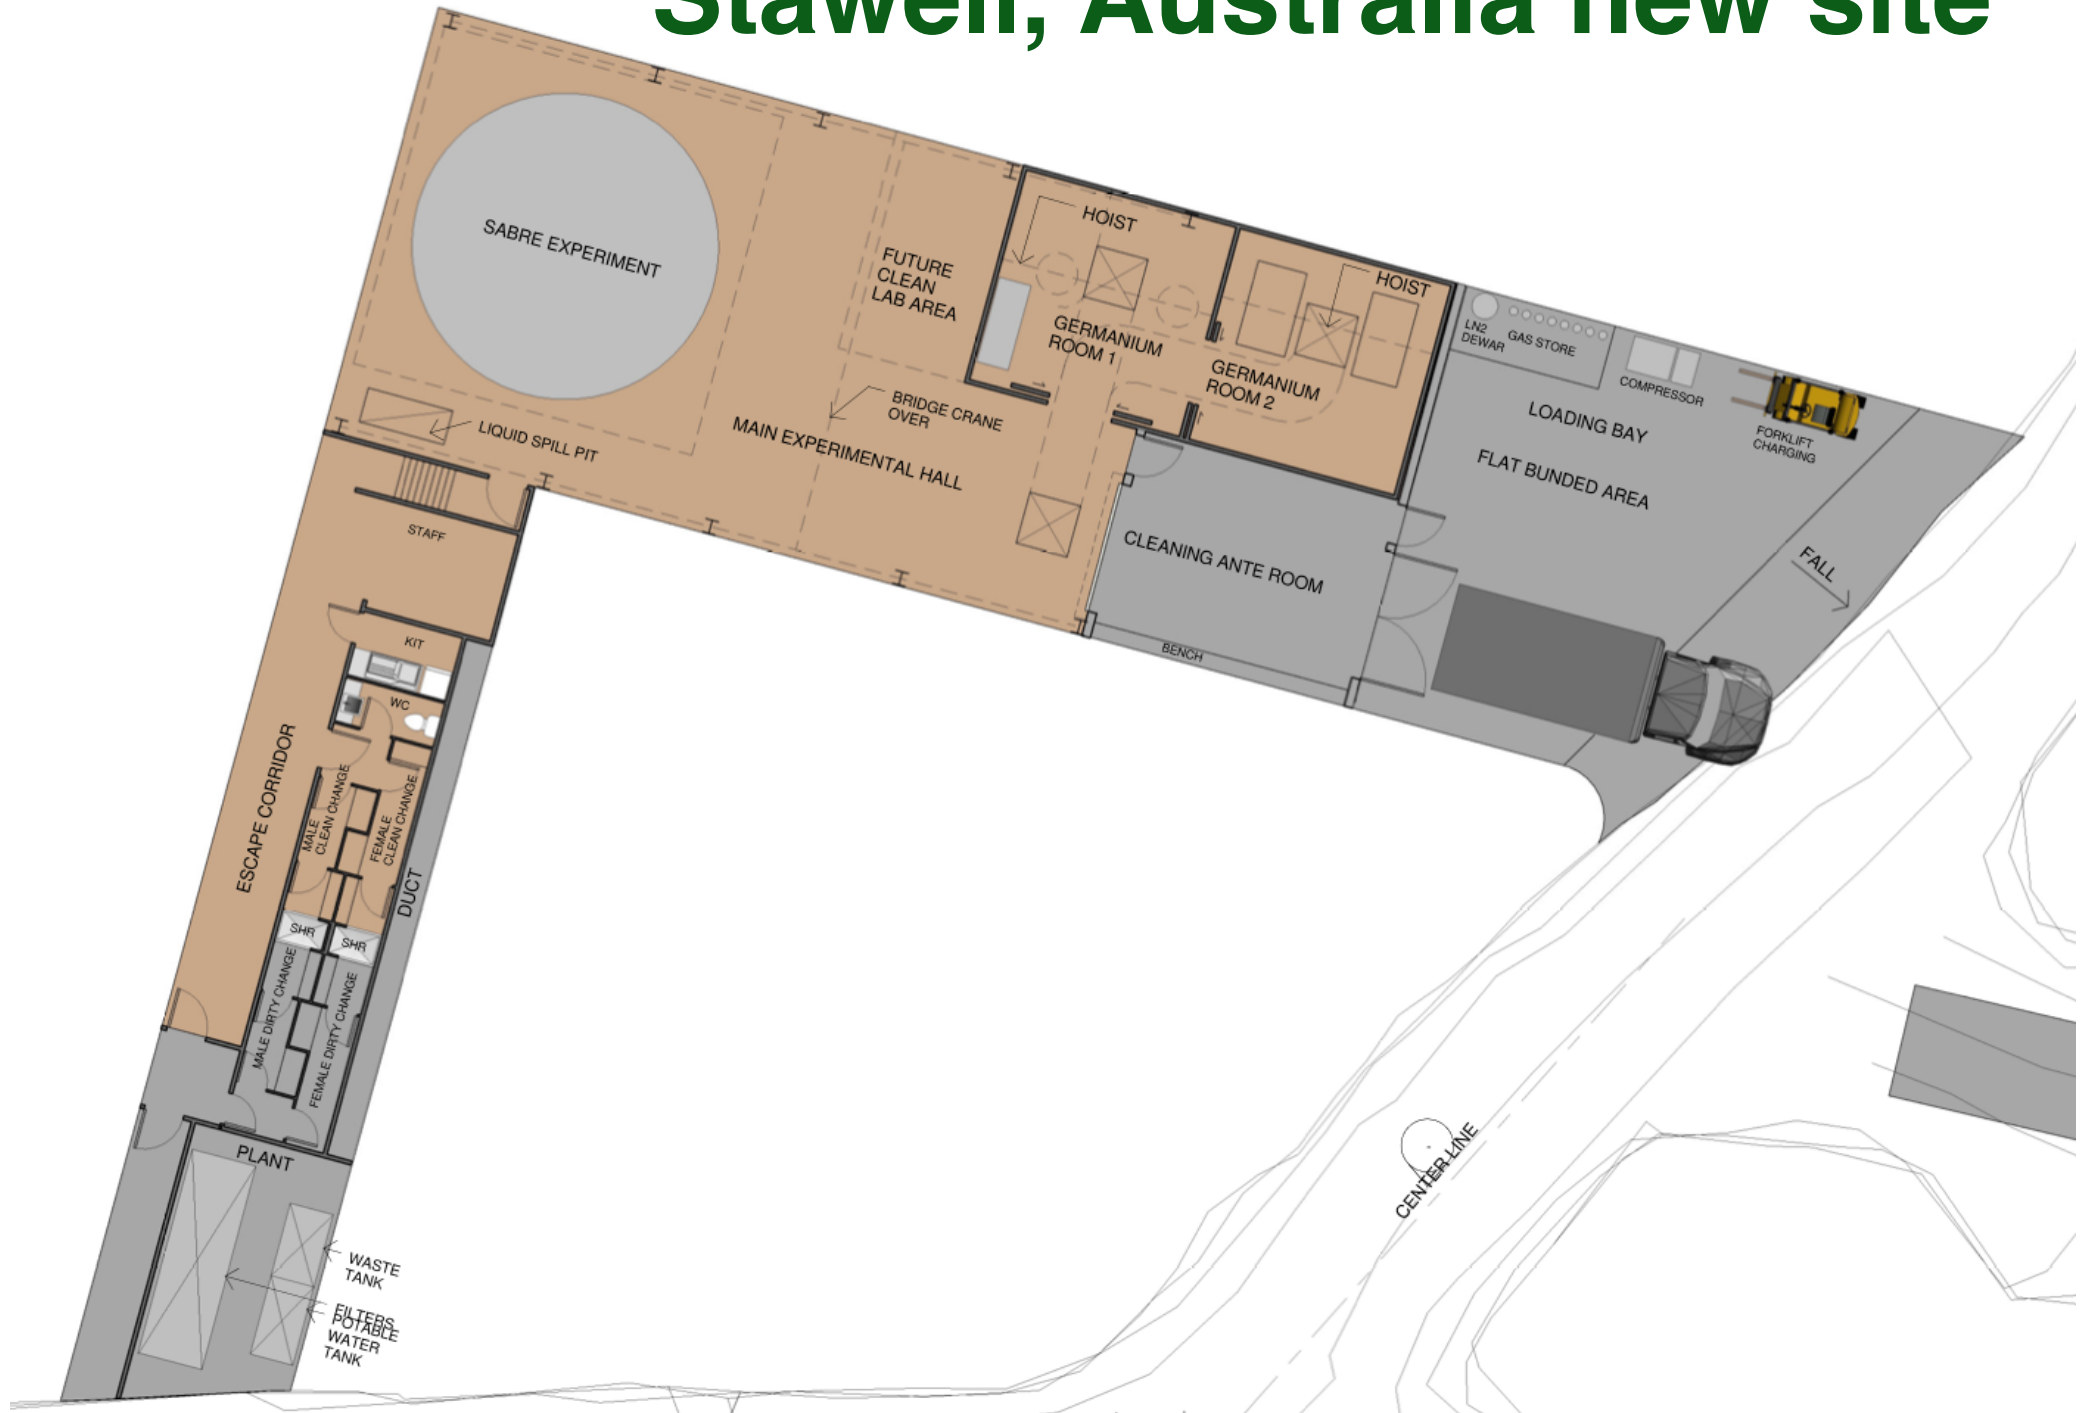 Stawell, Australia new site
SABRE EXPERIMENT
LIQUID SPILL PIT
FUTURE
CLEAN
LAB AREA
BRIDGE CRANE
OVER
MAIN EXPERIMENTAL HALL
HOIST
GERMANIUM
ROOM 1
HOIST
GERMANIUM
ROOM 2
LN2
DEWAR
GAS STORE
COMPRESSOR
FORKLIFT
CHARGING
LOADING BAY
FLAT BUNDED AREA
FALL
CLEANING ANTE ROOM
BENCH
STAFF
KIT
WC
ESCAPE CORRIDOR
MALE
CLEAN CHANGE
FEMALE
CLEAN CHANGE
DUCT
SHR
SHR
MALE DIRTY CHANGE
FEMALE DIRTY CHANGE
PLANT
WASTE
TANK
FILTERS
POTABLE
WATER
TANK
CENTER LINE